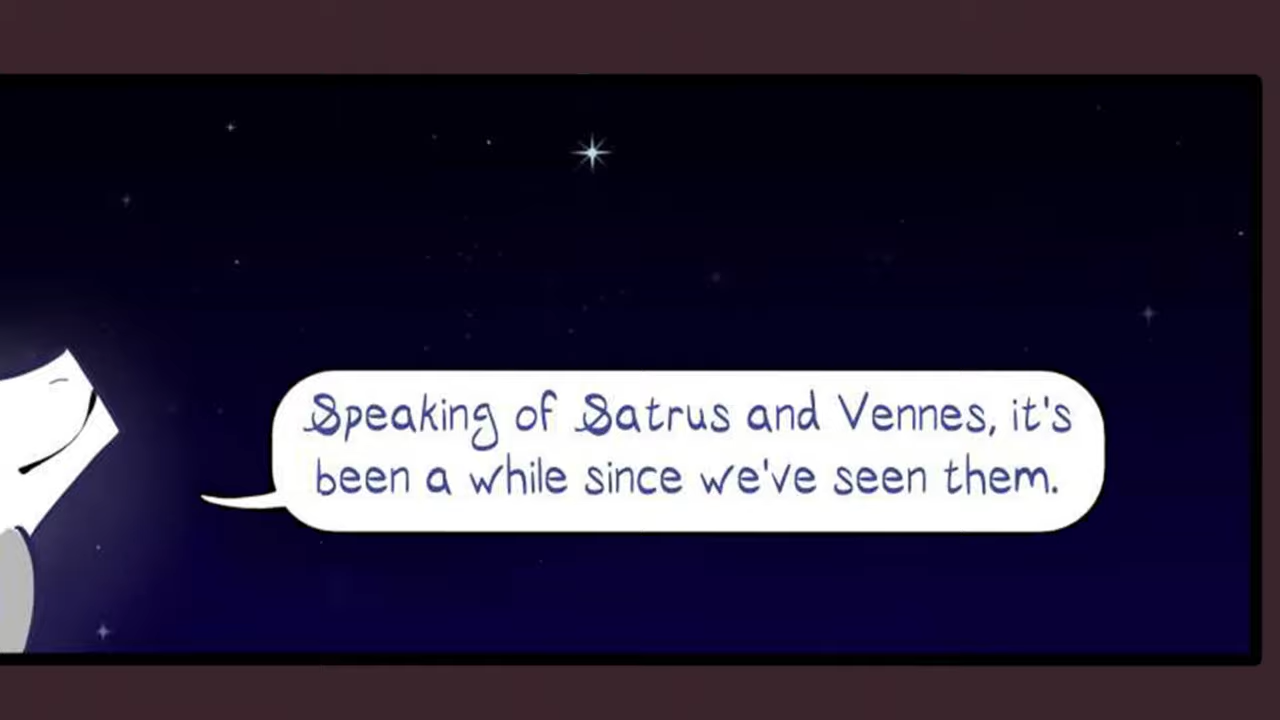 Speaking of Satrus and Vennes, it's
been a while since we've seen them.